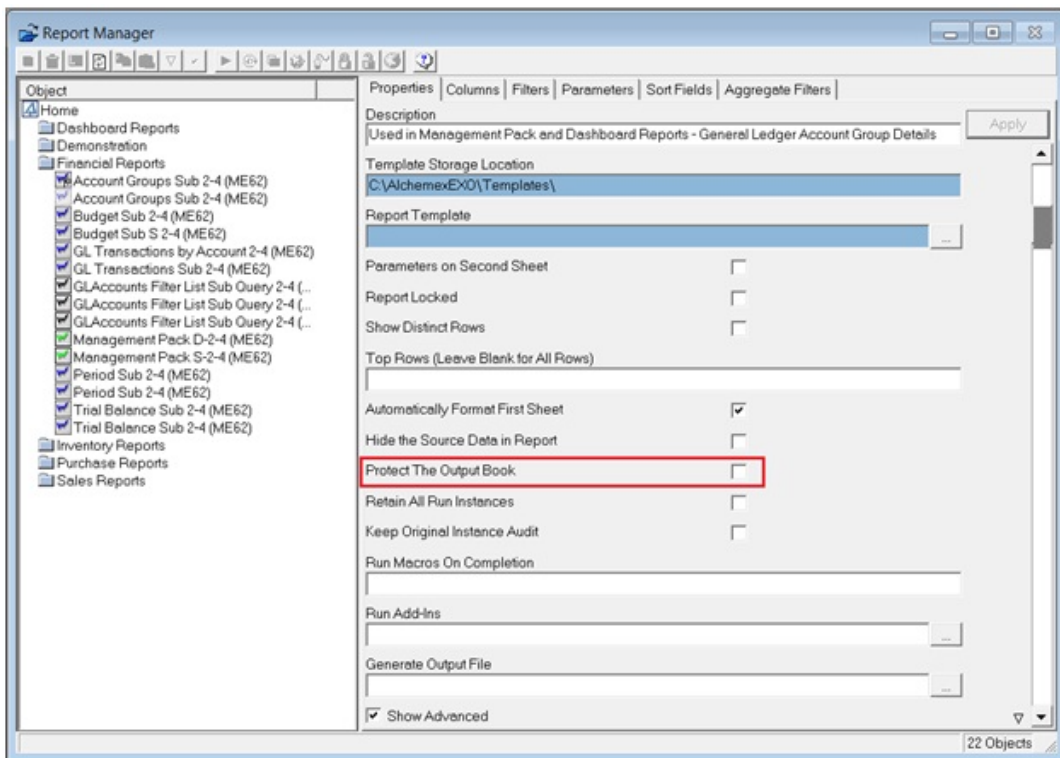 Report Manager
Object
Home
Dashboard Reports
Demonstration
Financial Reports
Account Groups Sub 2-4 (ME62)
Account Groups Sub 2-4 (ME62)
Budget Sub 2-4 (ME62)
Budget Sub S 2-4 (ME62)
GL Transactions by Account 2-4 (ME62)
GL Transactions Sub 2-4 (ME62)
GLAccounts Filter List Sub Query 2-4 (...
GLAccounts Filter List Sub Query 2-4 (...
GLAccounts Filter List Sub Query 2-4 (...
Management Pack D-2-4 (ME62)
Management Pack S-2-4 (ME62)
Period Sub 2-4 (ME62)
Period Sub 2-4 (ME62)
Trial Balance Sub 2-4 (ME62)
Trial Balance Sub 2-4 (ME62)
Inventory Reports
Purchase Reports
Sales Reports
Properties Columns Filters Parameters Sort Fields Aggregate Filters
Description
Used in Management Pack and Dashboard Reports - General Ledger Account Group Details
Apply
Template Storage Location
C:\AlchemexEXO\Templates\
Report Template
...
Parameters on Second Sheet
Report Locked
Show Distinct Rows
Top Rows (Leave Blank for All Rows)
Automatically Format First Sheet
Hide the Source Data in Report
Protect The Output Book
Retain All Run Instances
Keep Original Instance Audit
Run Macros On Completion
Run Add-Ins
...
Generate Output File
...
Show Advanced
22 Objects